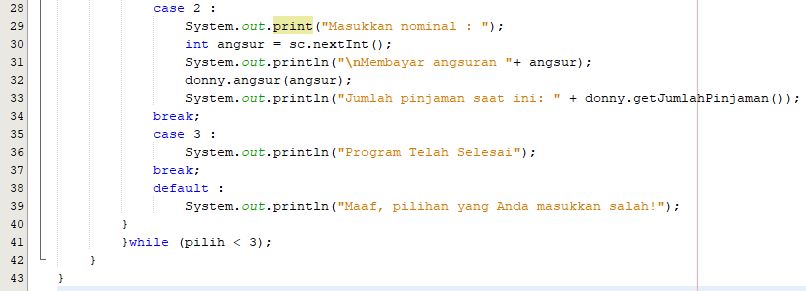 28 case 2 :
29 System.out.print("Masukkan nominal : ");
30 int angsur = sc.nextInt();
31 System.out.println("\nMembayar angsuran "+ angsur);
32 donny.angsur(angsur);
33 System.out.println("Jumlah pinjaman saat ini: " + donny.getJumlahPinjaman());
34 break;
35 case 3 :
36 System.out.println("Program Telah Selesai");
37 break;
38 default :
39 System.out.println("Maaf, pilihan yang Anda masukkan salah!");
40 }
41 }while (pilih < 3);
42 }
43 }